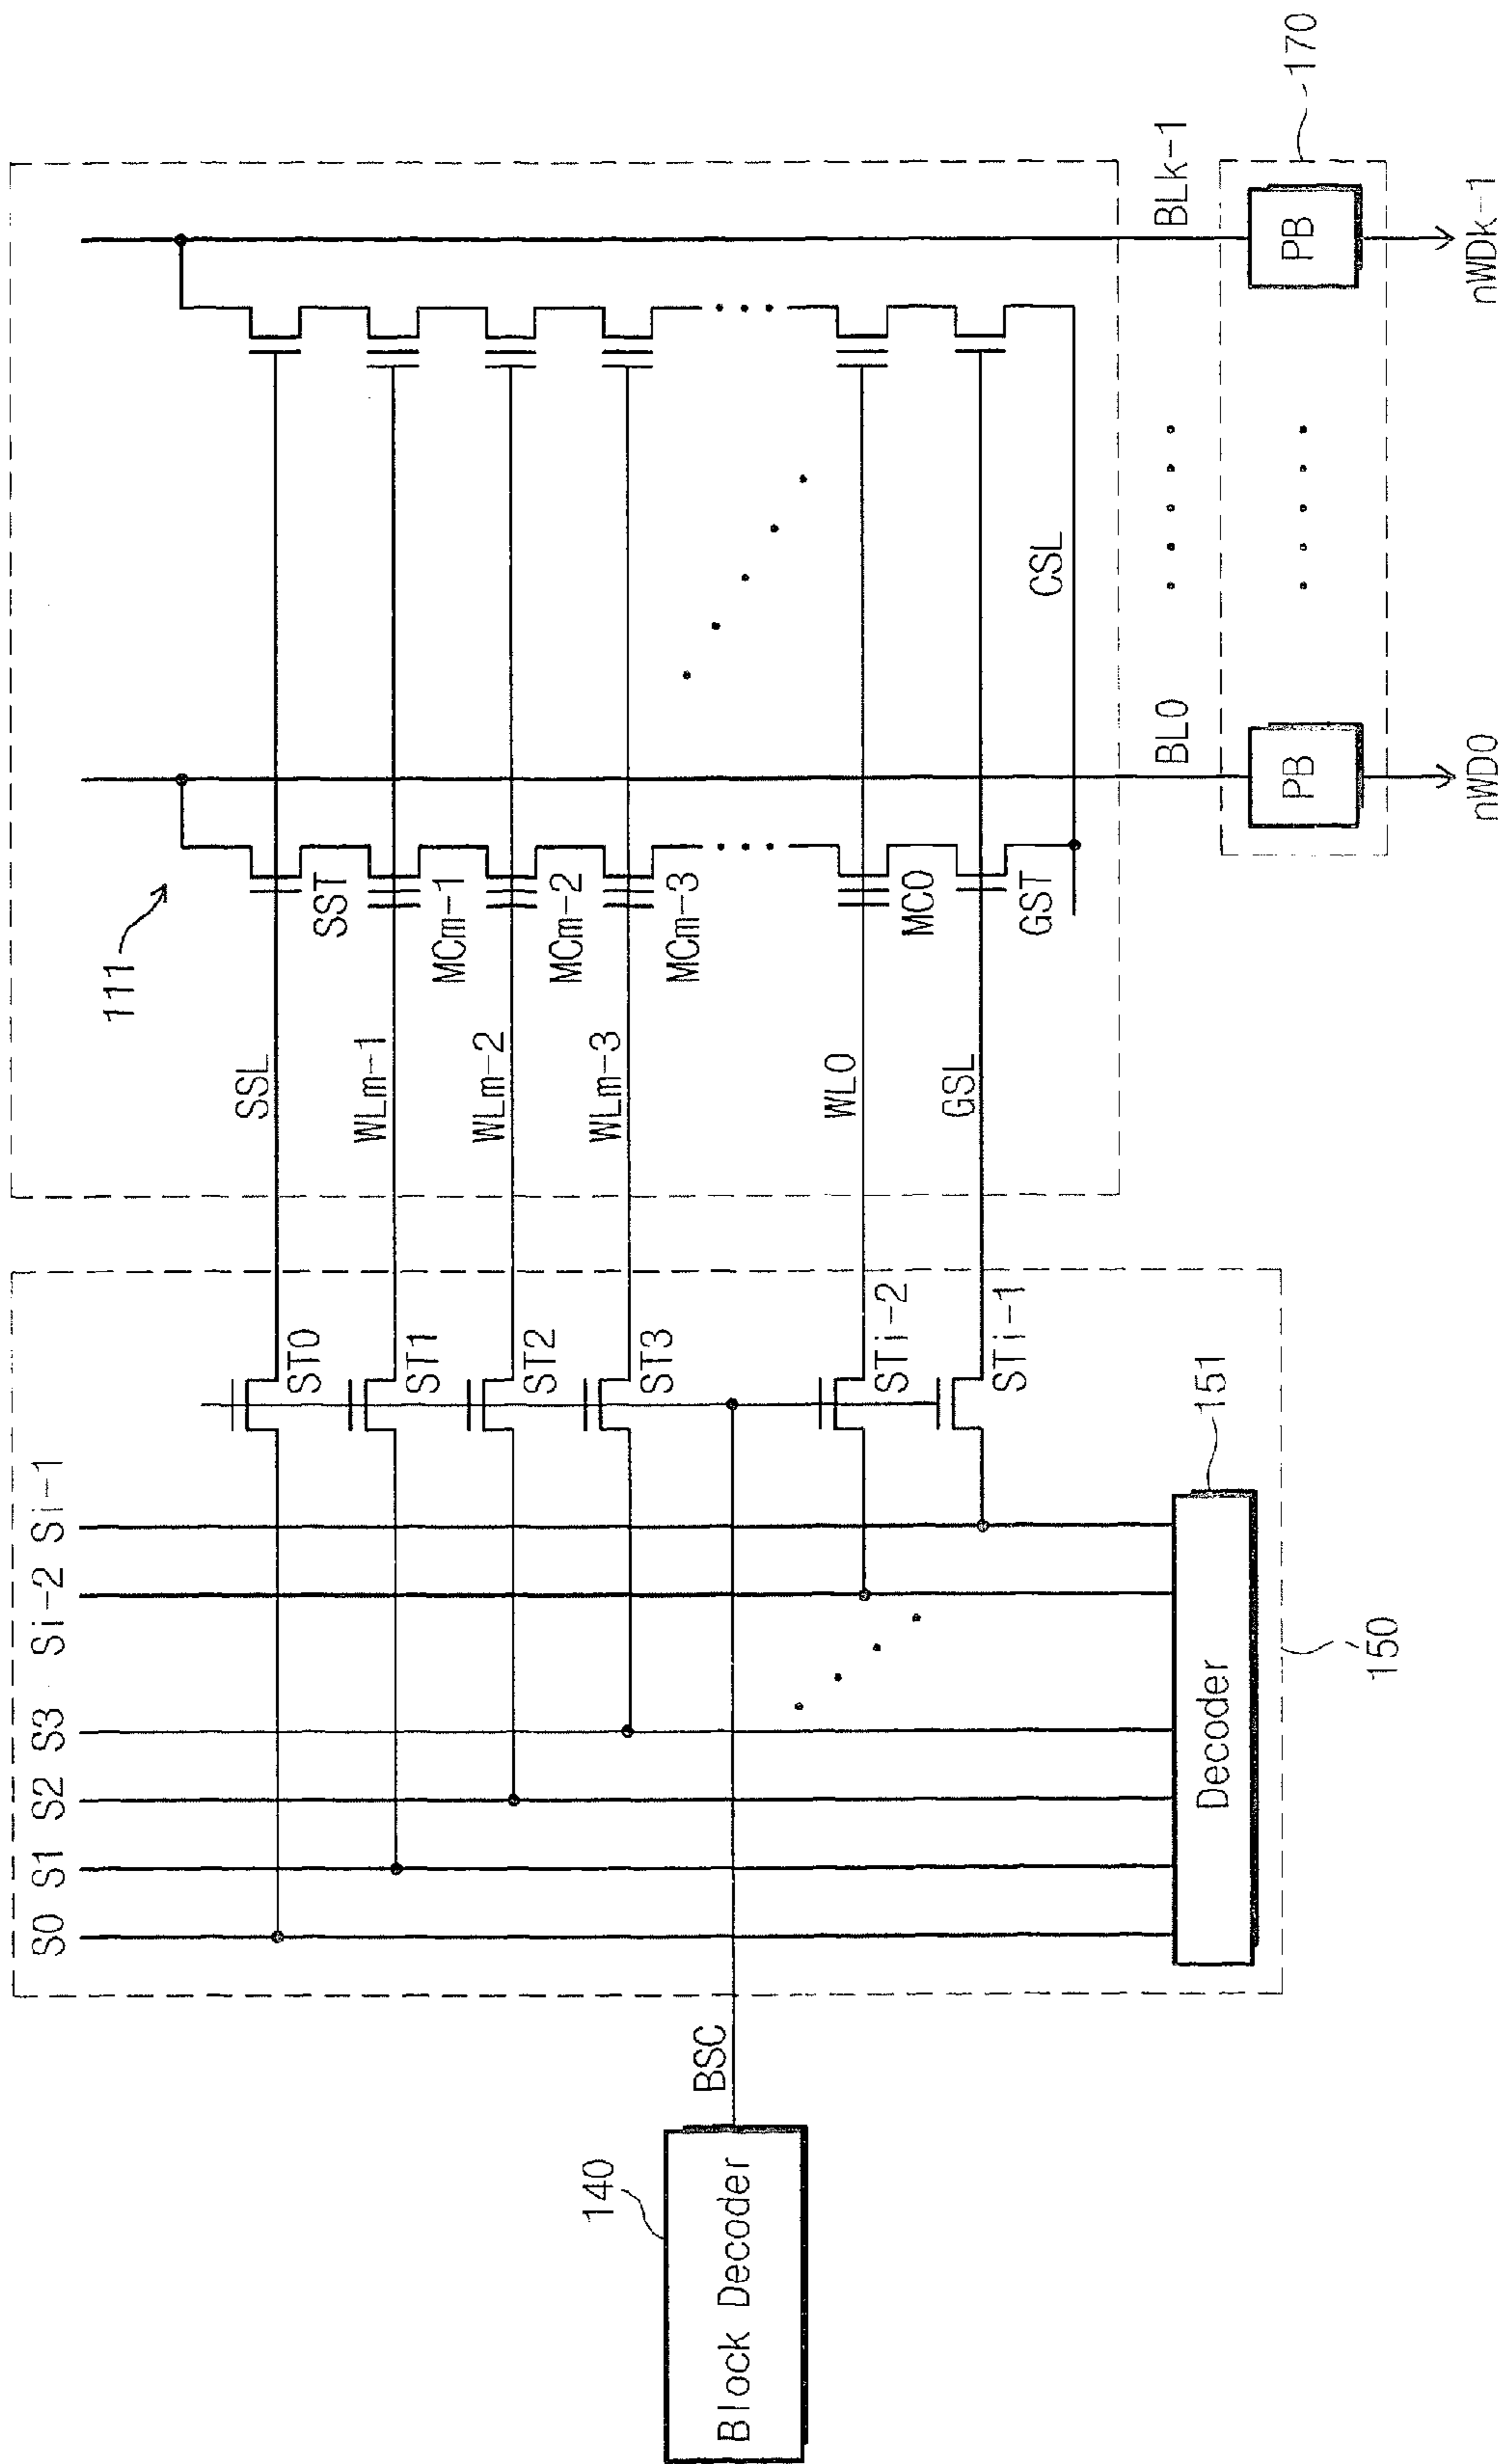 Block Decoder
140
BSC
S0
S1
S2
S3
Si-2
Si-1
ST0
ST1
ST2
ST3
STi-2
STi-1
Decoder
151
150
111
SSL
WLm-1
WLm-2
WLm-3
WL0
GSL
SST
MCm-1
MCm-2
MCm-3
MC0
GST
CSL
BL0
BLk-1
PB
PB
170
nWD0
nWDk-1